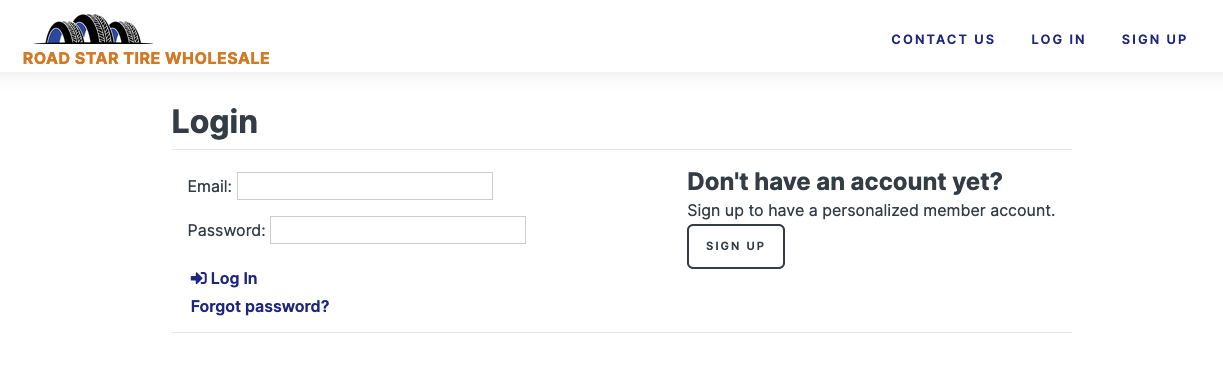 ROAD STAR TIRE WHOLESALE
CONTACT US LOG IN SIGN UP
Login
Email:
Password:
Log In
Forgot password?
Don't have an account yet?
Sign up to have a personalized member account.
SIGN UP